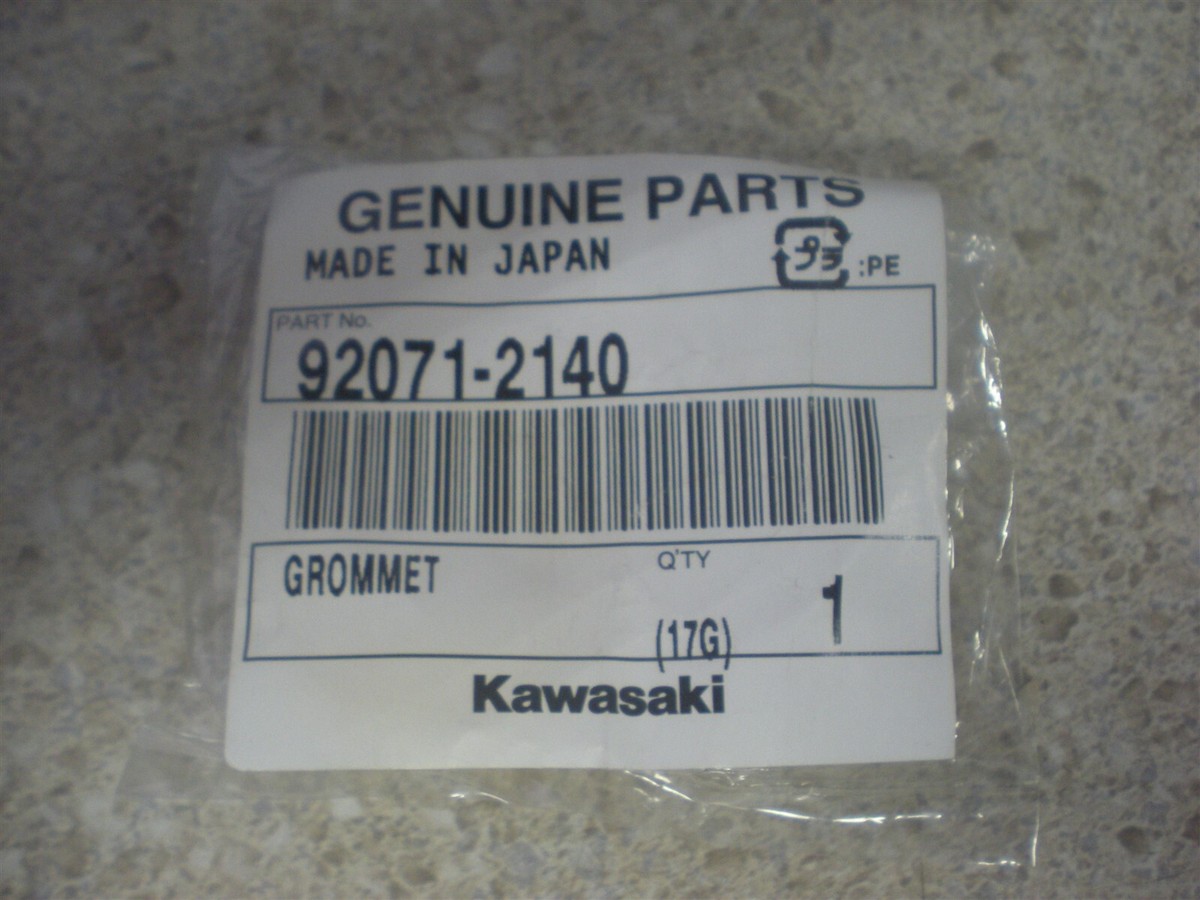 GENUINE PARTS
MADE IN JAPAN
プラ :PE
PART No.
92071-2140
GROMMET
Q'TY
(17G)
1
Kawasaki